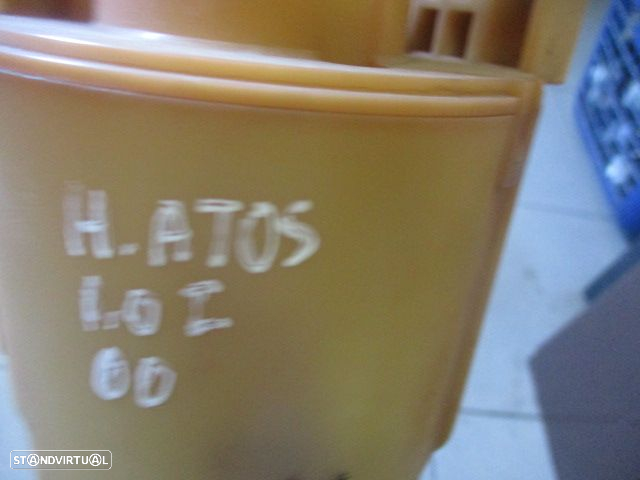 H. ATOS
1.0 I
00
STANDVIRTUAL